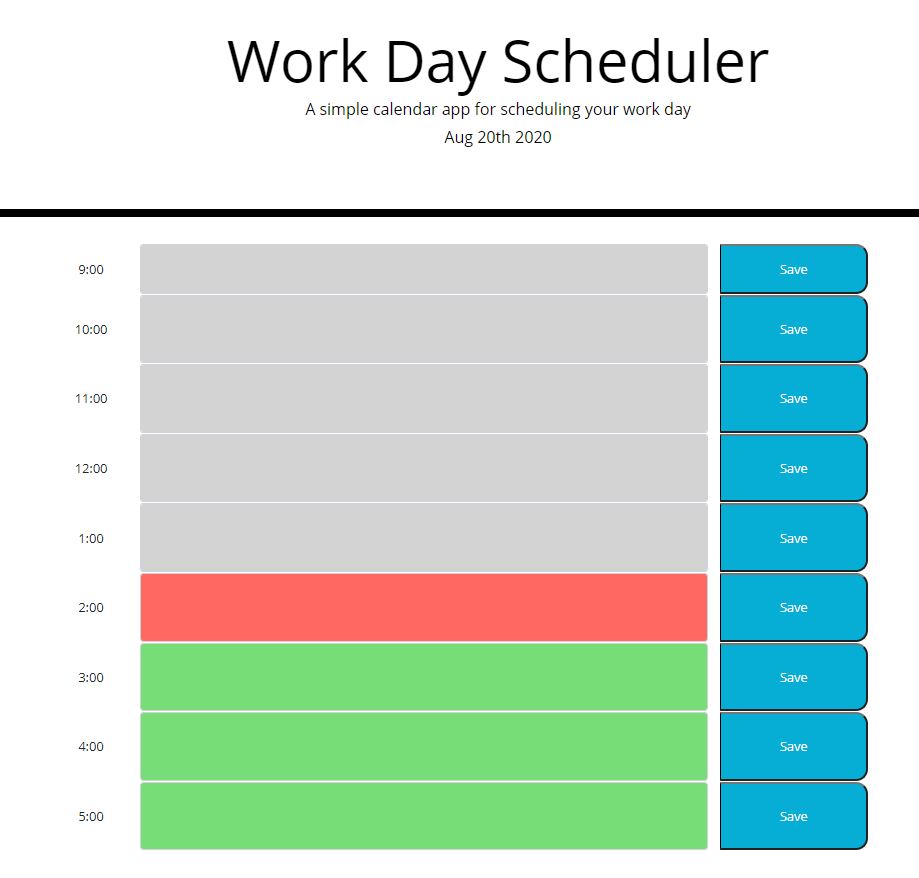 Work Day Scheduler
A simple calendar app for scheduling your work day
Aug 20th 2020
9:00 Save
10:00 Save
11:00 Save
12:00 Save
1:00 Save
2:00 Save
3:00 Save
4:00 Save
5:00 Save